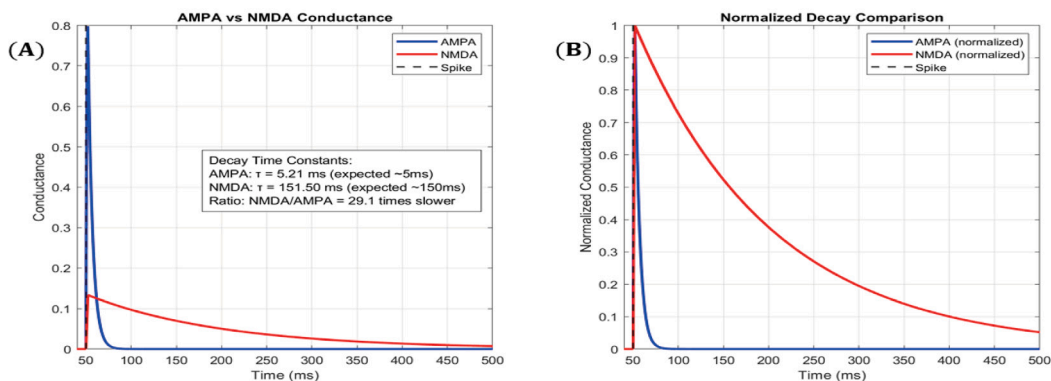 (A)
AMPA vs NMDA Conductance
AMPA
NMDA
Spike
Decay Time Constants:
AMPA: τ = 5.21 ms (expected ~5ms)
NMDA: τ = 151.50 ms (expected ~150ms)
Ratio: NMDA/AMPA = 29.1 times slower
Conductance
0.8
0.7
0.6
0.5
0.4
0.3
0.2
0.1
0
50 100 150 200 250 300 350 400 450 500
Time (ms)
(B)
Normalized Decay Comparison
AMPA (normalized)
NMDA (normalized)
Spike
Normalized Conductance
1
0.9
0.8
0.7
0.6
0.5
0.4
0.3
0.2
0.1
0
50 100 150 200 250 300 350 400 450 500
Time (ms)